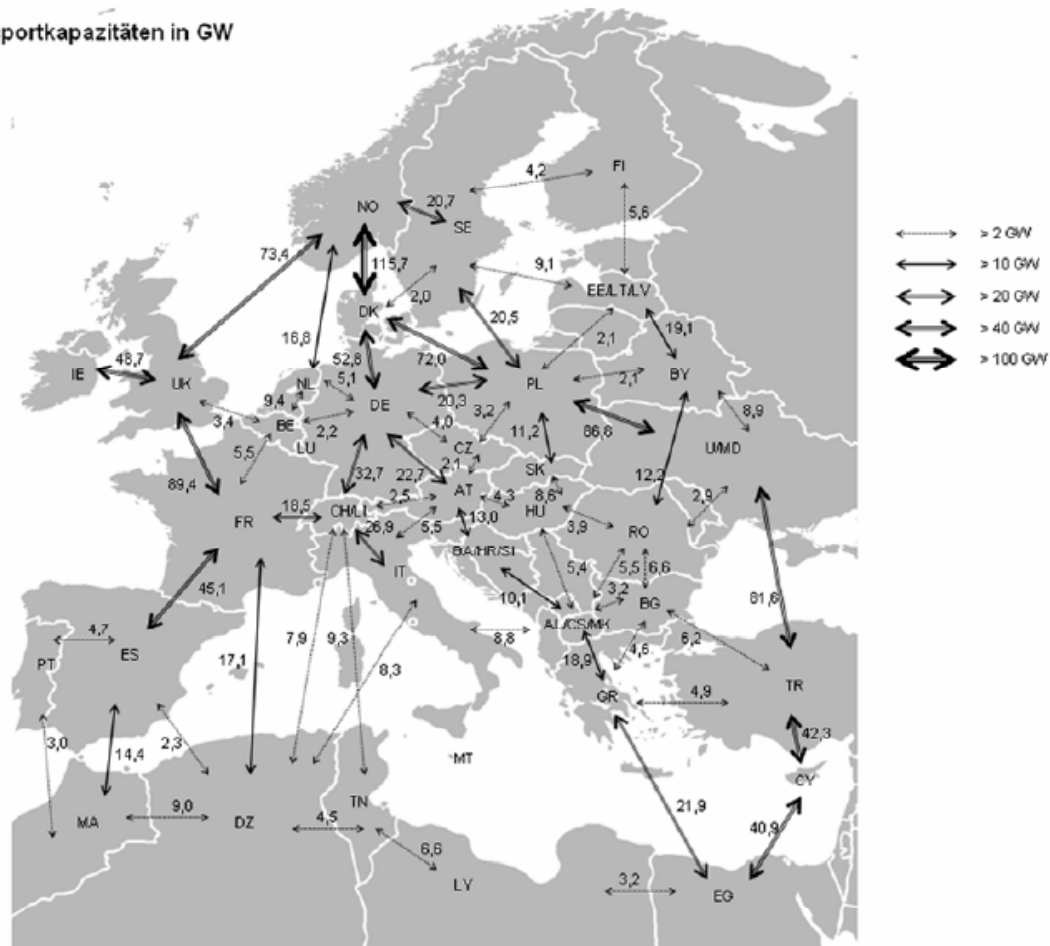 portkapazitäten in GW
FI
4,2
NO
20,7
SE
5,6
> 2 GW
73,4
115,7
9,1
> 10 GW
EE/LT/LV
2,0
> 20 GW
DK
20,5
19,1
> 40 GW
16,8
2,1
48,7
52,8
72,0
> 100 GW
IE
UK
NL
5,1
PL
2,1
BY
9,4
DE
20,3
3,2
8,9
3,4
BE
2,2
4,0
86,8
LU
CZ
11,2
U/MD
5,5
2,1
SK
89,4
32,7
22,7
12,2
AT
8,6
2,9
18,5
CH/LI
2,5
4,3
HU
FR
26,9
5,5
13,0
3,9
RO
BA/HR/SI
IT
5,4
5,5
6,6
45,1
10,1
3,2
BG
81,6
AL/CS/MK
4,7
7,9
9,3
8,8
4,6
6,2
PT
ES
17,1
8,3
18,9
TR
GR
4,9
3,0
14,4
2,3
42,3
MT
CY
9,0
TN
21,9
MA
DZ
4,5
40,9
6,6
LY
3,2
EG